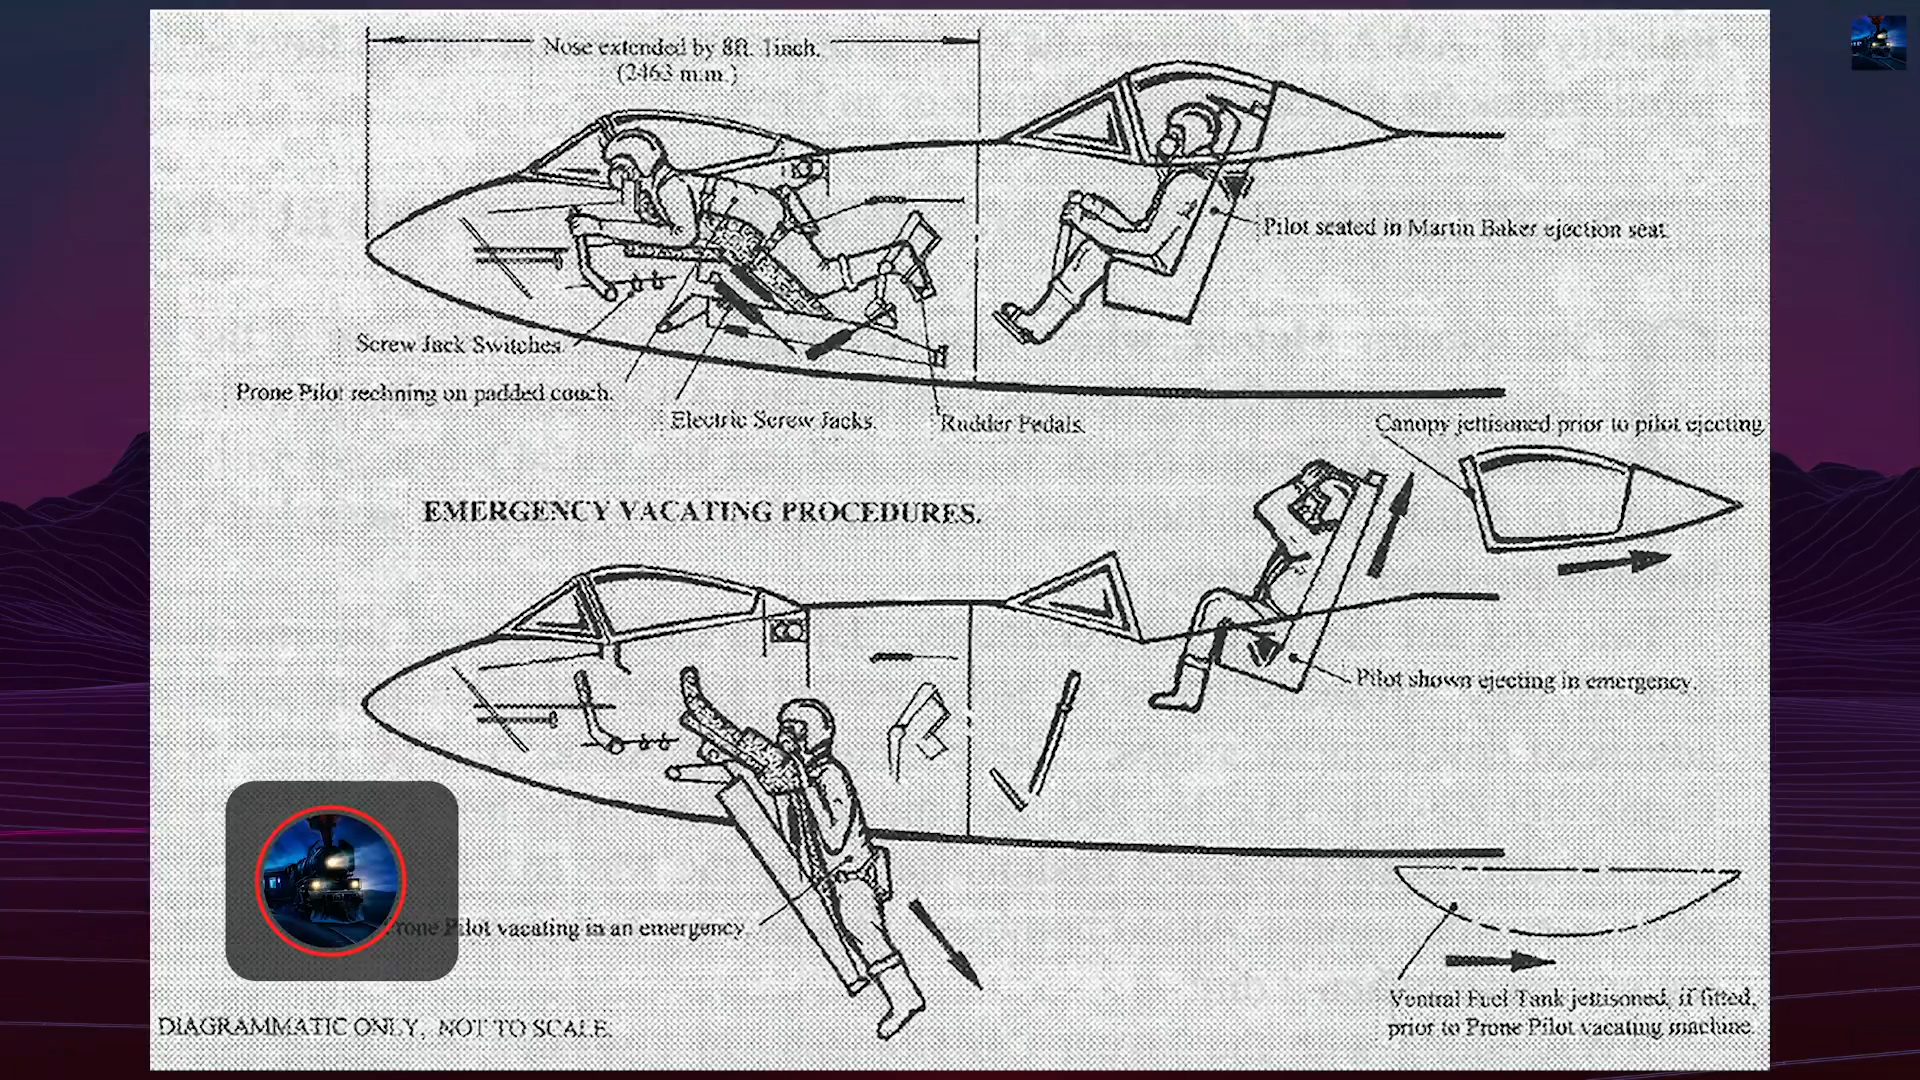 Nose extended by 8ft. 1inch.
(2463 m.m.)
Pilot seated in Martin Baker ejection seat.
Screw Jack Switches.
Prone Pilot reclining on padded couch.
Electric Screw Jacks.
Rudder Pedals.
Canopy jettisoned prior to pilot ejecting
EMERGENCY VACATING PROCEDURES.
Pilot shown ejecting in emergency.
Prone Pilot vacating in an emergency.
Ventral Fuel Tank jettisoned, if fitted,
prior to Prone Pilot vacating machine.
DIAGRAMMATIC ONLY, NOT TO SCALE.